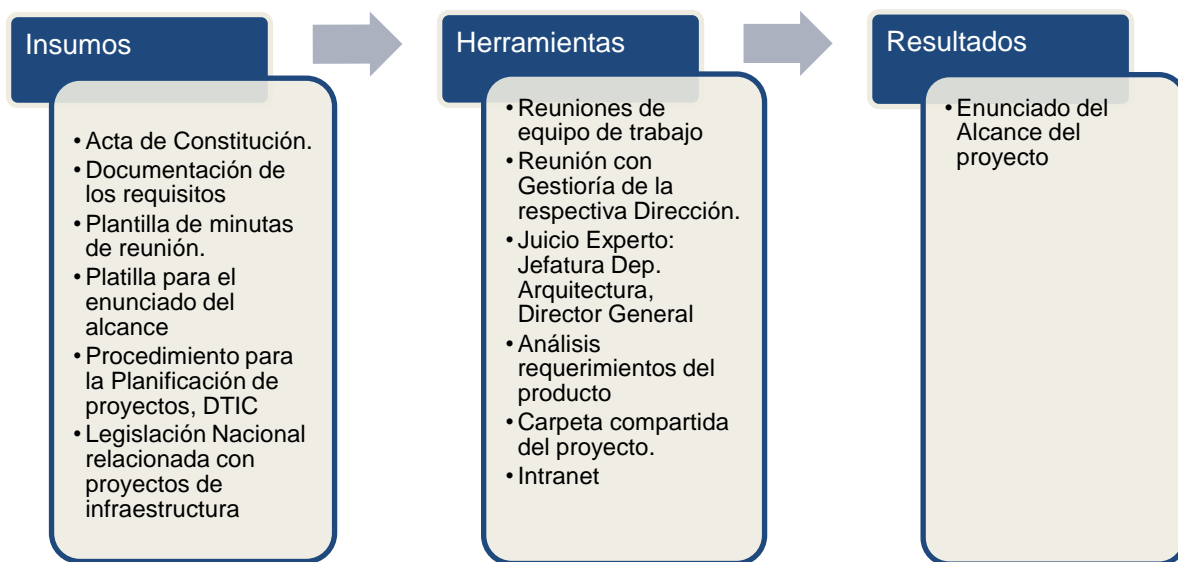 Insumos
• Acta de Constitución.
• Documentación de
los requisitos
• Plantilla de minutas
de reunión.
• Platilla para el
enunciado del
alcance
• Procedimiento para
la Planificación de
proyectos, DTIC
• Legislación Nacional
relacionada con
proyectos de
infraestructura
Herramientas
• Reuniones de
equipo de trabajo
• Reunión con
Gestioría de la
respectiva Dirección.
• Juicio Experto:
Jefatura Dep.
Arquitectura,
Director General
• Análisis
requerimientos del
producto
• Carpeta compartida
del proyecto.
• Intranet
Resultados
• Enunciado del
Alcance del
proyecto